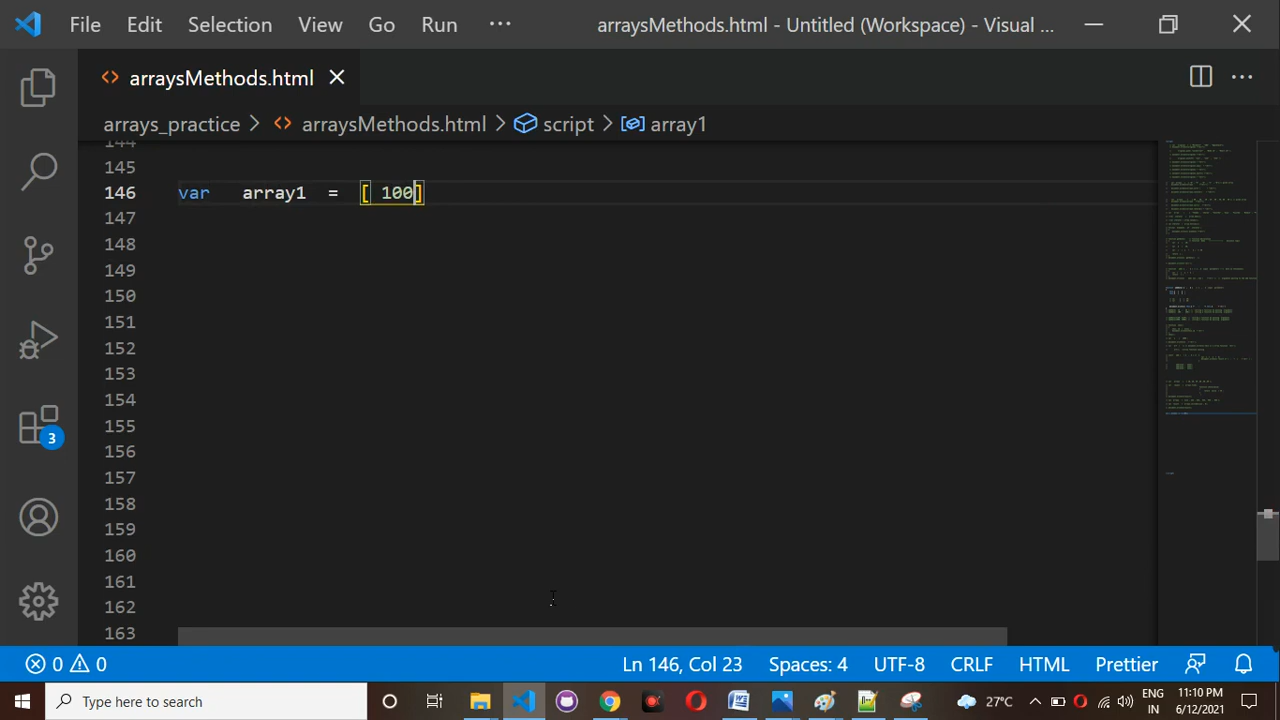 File Edit Selection View Go Run ··· arraysMethods.html - Untitled (Workspace) - Visual ...
arraysMethods.html
arrays_practice > arraysMethods.html > script > array1
144
145
146 var array1 = [ 100]
147
148
149
150
151
152
153
154
155
156
157
158
159
160
161
162
163
3
0 0 Ln 146, Col 23 Spaces: 4 UTF-8 CRLF HTML Prettier
Type here to search 27°C ENG 11:10 PM
IN 6/12/2021